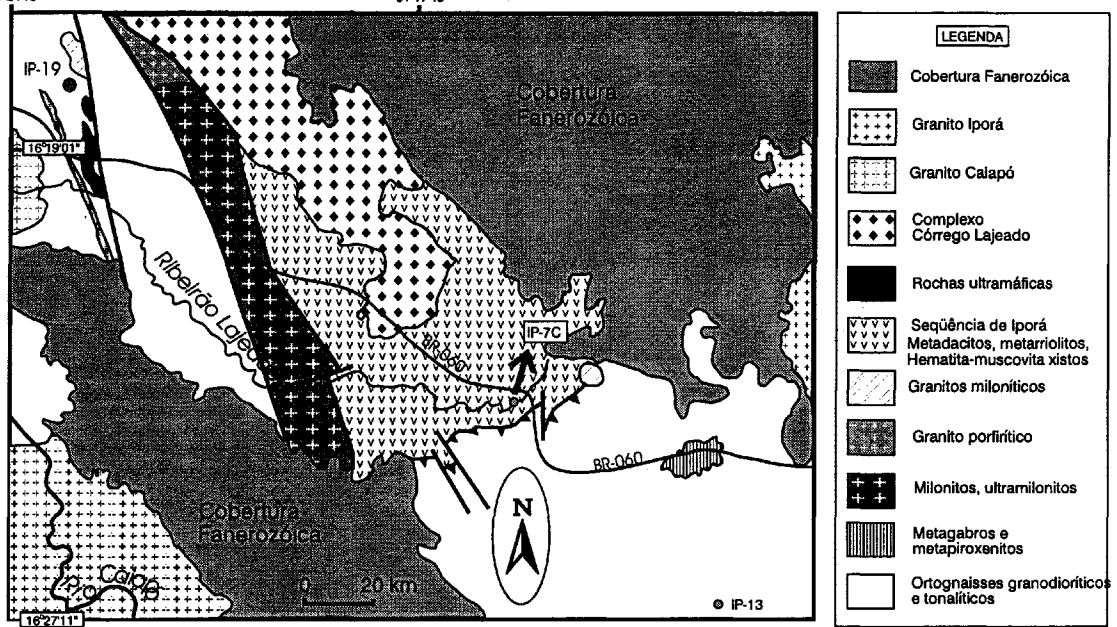 IP-19
16°19'01"
Cobertura
Fanerozóica
Ribeirão Lajeado
BR-060
IP-7C
BR-060
N
Cobertura
Fanerozóica
0 20 km
Caiapó
IP-13
16°27'11"
LEGENDA
Cobertura Fanerozóica
Granito Iporá
Granito Caiapó
Complexo
Córrego Lajeado
Rochas ultramáficas
Seqüência de Iporá
Metadacitos, metarriolitos,
Hematita-muscovita xistos
Granitos miloníticos
Granito porfirítico
Milonitos, ultramilonitos
Metagabros e
metapiroxenitos
Ortognaisses granodioríticos
e tonalíticos